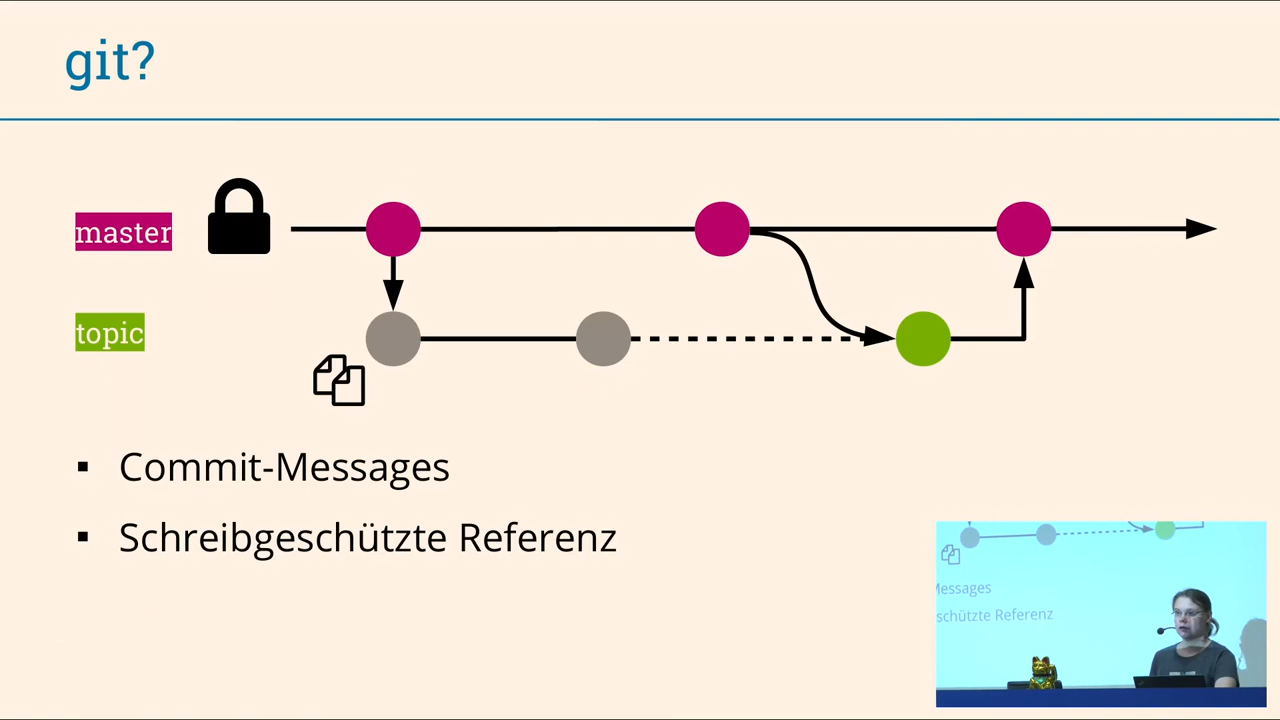 git?
master
topic
▪ Commit-Messages
▪ Schreibgeschützte Referenz
Messages
schützte Referenz